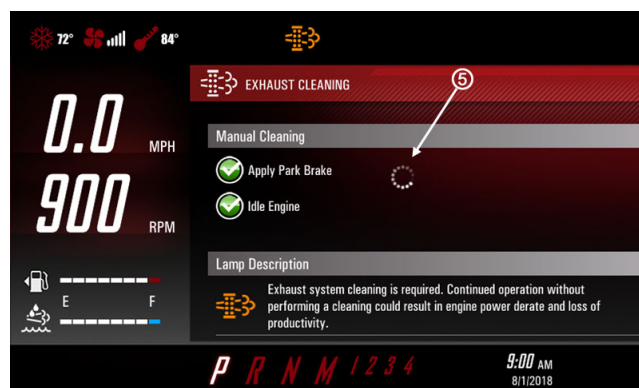 72° 84°
EXHAUST CLEANING
5
0.0 MPH
Manual Cleaning
Apply Park Brake
900 RPM
Idle Engine
Lamp Description
E F
Exhaust system cleaning is required. Continued operation without
performing a cleaning could result in engine power derate and loss of
productivity.
P R N M 1 2 3 4
9:00 AM
8/1/2018